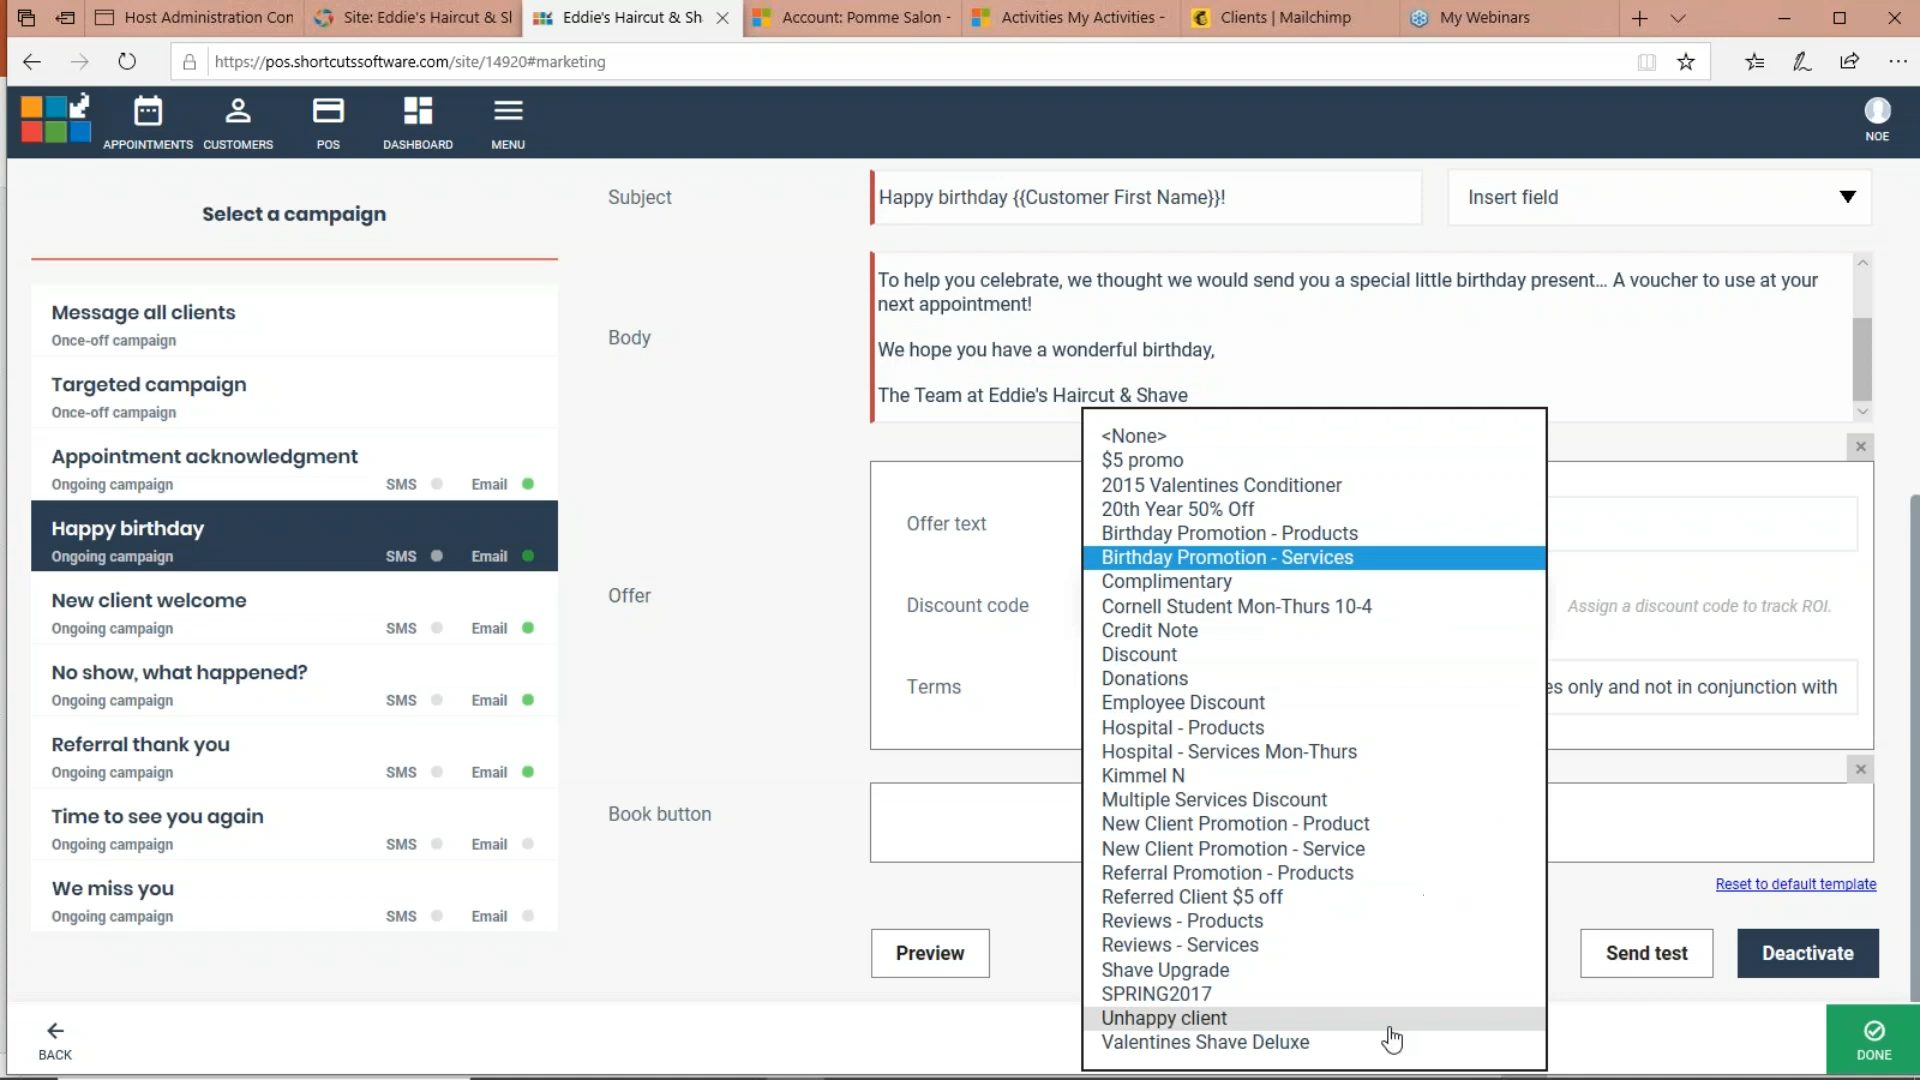 Host Administration Con
Site: Eddie's Haircut & Sl
Eddie's Haircut & Sh
Account: Pomme Salon -
Activities My Activities -
Clients | Mailchimp
My Webinars
https://pos.shortcutssoftware.com/site/14920#marketing
APPOINTMENTS
CUSTOMERS
POS
DASHBOARD
MENU
NOE
Select a campaign
Message all clients
Once-off campaign
Targeted campaign
Once-off campaign
Appointment acknowledgment
Ongoing campaign SMS Email
Happy birthday
Ongoing campaign SMS Email
New client welcome
Ongoing campaign SMS Email
No show, what happened?
Ongoing campaign SMS Email
Referral thank you
Ongoing campaign SMS Email
Time to see you again
Ongoing campaign SMS Email
We miss you
Ongoing campaign SMS Email
Subject
Happy birthday {{Customer First Name}}!
Insert field
Body
To help you celebrate, we thought we would send you a special little birthday present... A voucher to use at your
next appointment!
We hope you have a wonderful birthday,
The Team at Eddie's Haircut & Shave
Offer
Offer text
Discount code
Assign a discount code to track ROI.
Terms
es only and not in conjunction with
<None>
$5 promo
2015 Valentines Conditioner
20th Year 50% Off
Birthday Promotion - Products
Birthday Promotion - Services
Complimentary
Cornell Student Mon-Thurs 10-4
Credit Note
Discount
Donations
Employee Discount
Hospital - Products
Hospital - Services Mon-Thurs
Kimmel N
Multiple Services Discount
New Client Promotion - Product
New Client Promotion - Service
Referral Promotion - Products
Referred Client $5 off
Reviews - Products
Reviews - Services
Shave Upgrade
SPRING2017
Unhappy client
Valentines Shave Deluxe
Book button
Reset to default template
Preview
Send test
Deactivate
BACK
DONE